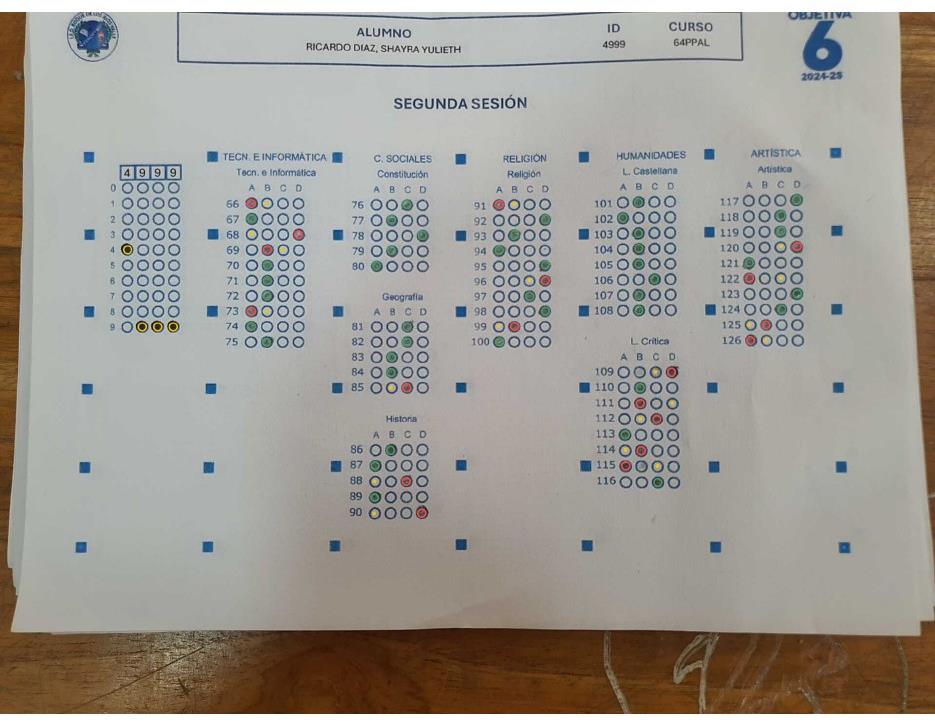 OBJETIVA
6
2024-25
ALUMNO
RICARDO DIAZ, SHAYRA YULIETH
ID
4999
CURSO
64PPAL
SEGUNDA SESIÓN
4 9 9 9
0
1
2
3
4
5
6
7
8
9
TECN. E INFORMÁTICA
Tecn. e Informática
A B C D
66
67
68
69
70
71
72
73
74
75
C. SOCIALES
Constitución
A B C D
76
77
78
79
80
Geografía
A B C D
81
82
83
84
85
Historia
A B C D
86
87
88
89
90
RELIGIÓN
Religión
A B C D
91
92
93
94
95
96
97
98
99
100
HUMANIDADES
L. Castellana
A B C D
101
102
103
104
105
106
107
108
L. Crítica
A B C D
109
110
111
112
113
114
115
116
ARTÍSTICA
Artística
A B C D
117
118
119
120
121
122
123
124
125
126